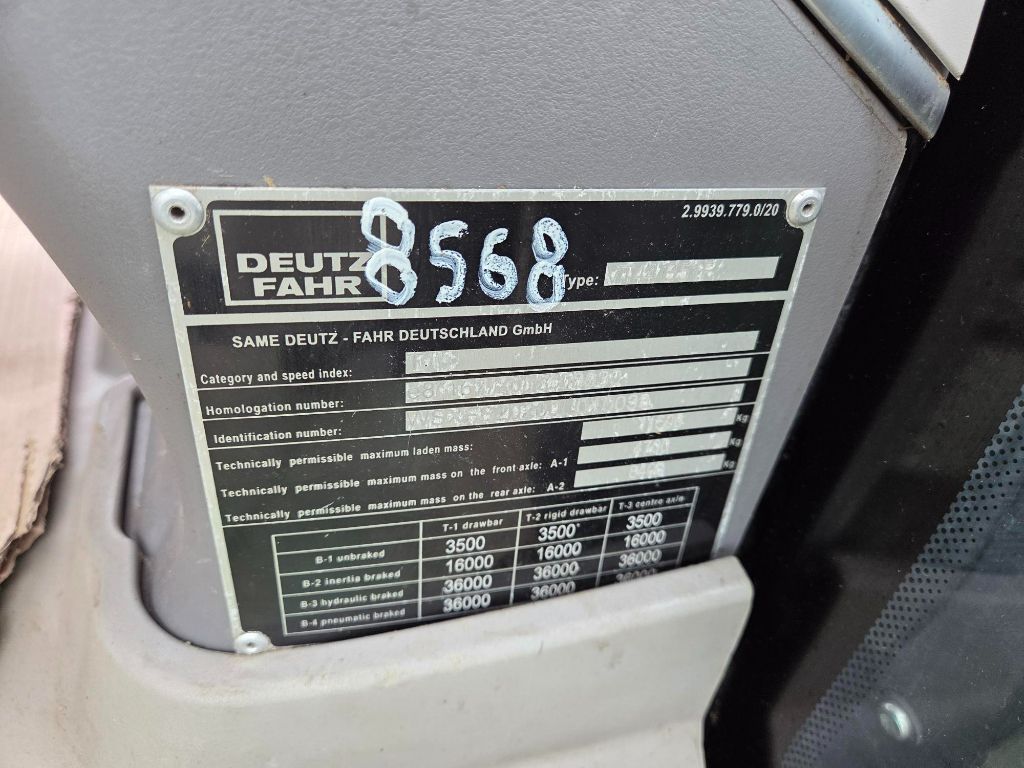 2.9939.779.0/20
8568
DEUTZ
FAHR
Type:
SAME DEUTZ - FAHR DEUTSCHLAND GmbH
Category and speed index:
Homologation number:
Identification number:
Technically permissible maximum laden mass: Kg
Technically permissible maximum mass on the front axle: A-1 Kg.
Technically permissible maximum mass on the rear axle: A-2 Kg.
T-1 drawbar T-2 rigid drawbar T-3 centre ax/e
B-1 unbraked 3500 3500 3500
B-2 inertia braked 16000 16000 16000
B-3 hydraulic braked 36000 36000 36000
B-4 pneumatic braked 36000 36000 36000